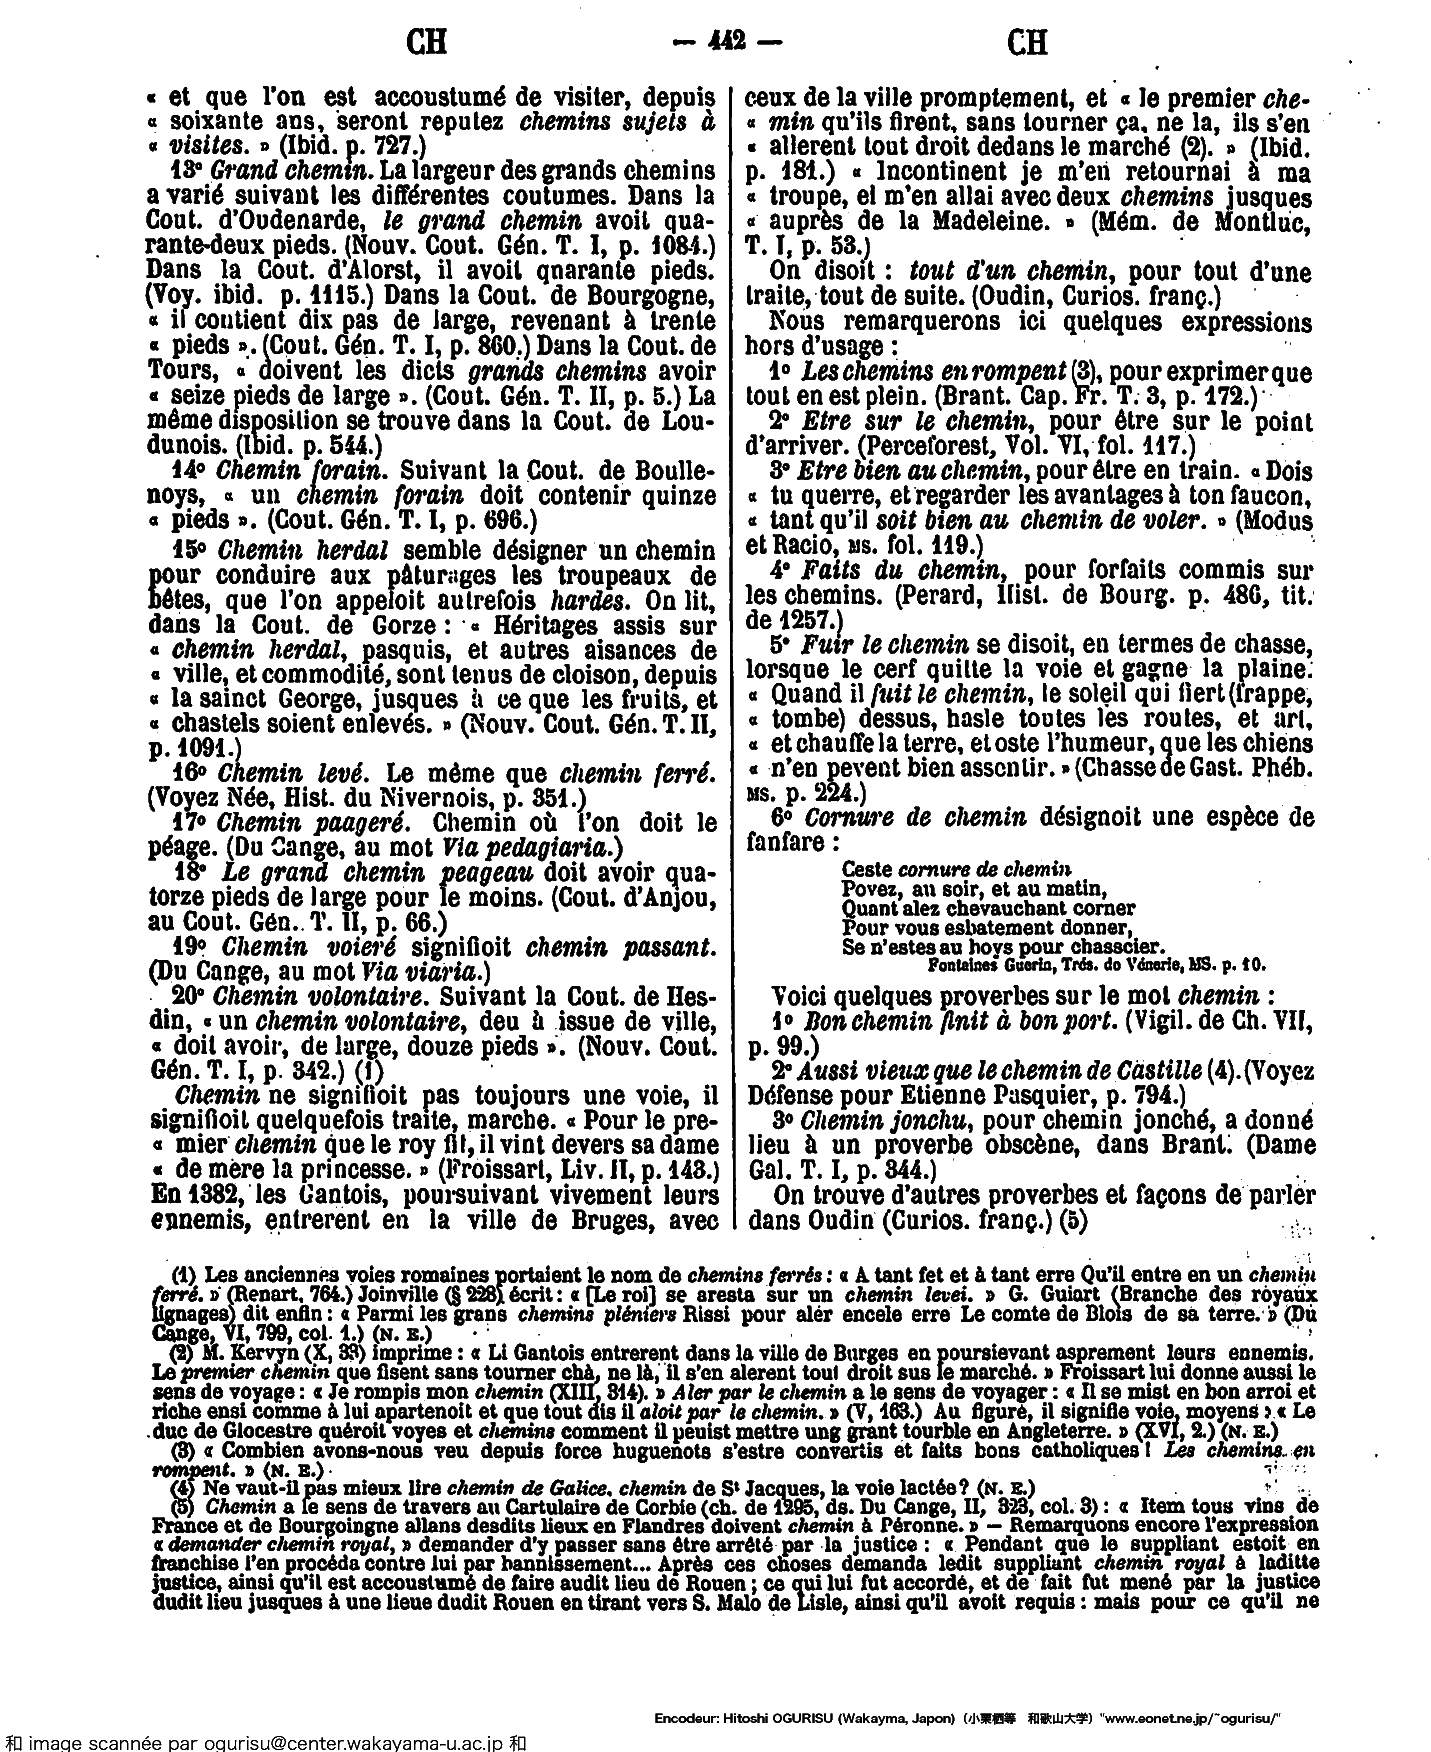 CH — 442 — CH
« et que l'on est accoustumé de visiter, depuis
« soixante ans, seront reputez chemins sujets à
« visites. » (Ibid. p. 727.)
13° Grand chemin. La largeur des grands chemins
a varié suivant les différentes coutumes. Dans la
Cout. d'Oudenarde, le grand chemin avoit qua-
rante-deux pieds. (Nouv. Cout. Gén. T. I, p. 1084.)
Dans la Cout. d'Alorst, il avoit qnarante pieds.
(Voy. ibid. p. 1115.) Dans la Cout. de Bourgogne,
« il contient dix pas de large, revenant à trente
« pieds ». (Cout. Gén. T. I, p. 860.) Dans la Cout. de
Tours, « doivent les dicts grands chemins avoir
« seize pieds de large ». (Cout. Gén. T. II, p. 5.) La
même disposition se trouve dans la Cout. de Lou-
dunois. (Ibid. p. 544.)
14° Chemin forain. Suivant la Cout. de Boulle-
noys, « un chemin forain doit contenir quinze
« pieds ». (Cout. Gén. T. I, p. 696.)
15° Chemin herdal semble désigner un chemin
pour conduire aux pâturages les troupeaux de
bêtes, que l'on appeloit autrefois hardes. On lit,
dans la Cout. de Gorze : « Héritages assis sur
« chemin herdal, pasquis, et autres aisances de
« ville, et commodité, sont tenus de cloison, depuis
« la sainct George, jusques à ce que les fruits, et
« chastels soient enlevés. » (Nouv. Cout. Gén. T. II,
p. 1091.)
16° Chemin levé. Le même que chemin ferré.
(Voyez Née, Hist. du Nivernois, p. 351.)
17° Chemin paageré. Chemin où l'on doit le
péage. (Du Cange, au mot Via pedagiaria.)
18° Le grand chemin peageau doit avoir qua-
torze pieds de large pour le moins. (Cout. d'Anjou,
au Cout. Gén. T. II, p. 66.)
19° Chemin voieré signifioit chemin passant.
(Du Cange, au mot Via viaria.)
20° Chemin volontaire. Suivant la Cout. de Hes-
din, « un chemin volontaire, deu à issue de ville,
« doit avoir, de large, douze pieds ». (Nouv. Cout.
Gén. T. I, p. 342.) (1)
Chemin ne signifioit pas toujours une voie, il
signifioit quelquefois traite, marche. « Pour le pre-
« mier chemin que le roy fit, il vint devers sa dame
« de mère la princesse. » (Froissart, Liv. II, p. 143.)
En 1382, les Gantois, poursuivant vivement leurs
ennemis, entrerent en la ville de Bruges, avec
ceux de la ville promptement, et « le premier che-
« min qu'ils firent, sans tourner ça, ne la, ils s'en
« allerent tout droit dedans le marché (2). » (Ibid.
p. 181.) « Incontinent je m'en retournai à ma
« troupe, et m'en allai avec deux chemins jusques
« auprès de la Madeleine. » (Mém. de Montluc,
T. I, p. 53.)
On disoit : tout d'un chemin, pour tout d'une
traite, tout de suite. (Oudin, Curios. franç.)
Nous remarquerons ici quelques expressions
hors d'usage :
1° Les chemins en rompent (3), pour exprimer que
tout en est plein. (Brant. Cap. Fr. T. 3, p. 172.)
2° Etre sur le chemin, pour être sur le point
d'arriver. (Perceforest, Vol. VI, fol. 117.)
3° Etre bien au chemin, pour être en train. « Dois
« tu querre, et regarder les avantages à ton faucon,
« tant qu'il soit bien au chemin de voler. » (Modus
et Racio, MS. fol. 119.)
4° Faits du chemin, pour forfaits commis sur
les chemins. (Perard, Hist. de Bourg. p. 486, tit.
de 1257.)
5° Fuir le chemin se disoit, en termes de chasse,
lorsque le cerf quitte la voie et gagne la plaine.
« Quand il fuit le chemin, le soleil qui fiert (frappe,
« tombe) dessus, hasle toutes les routes, et art,
« et chauffe la terre, et oste l'humeur, que les chiens
« n'en pevent bien assentir. » (Chasse de Gast. Phéb.
MS. p. 224.)
6° Cornure de chemin désignoit une espèce de
fanfare :
Ceste cornure de chemin
Povez, au soir, et au matin,
Quant alez chevauchant corner
Pour vous esbatement donner,
Se n'estes au boys pour chasscier.
Fontaines Guerin, Trés. de Vénerie, MS. p. 10.
Voici quelques proverbes sur le mot chemin :
1° Bon chemin finit à bon port. (Vigil. de Ch. VII,
p. 99.)
2° Aussi vieux que le chemin de Castille (4). (Voyez
Défense pour Etienne Pasquier, p. 794.)
3° Chemin jonchu, pour chemin jonché, a donné
lieu à un proverbe obscène, dans Brant. (Dame
Gal. T. I, p. 344.)
On trouve d'autres proverbes et façons de parler
dans Oudin (Curios. franç.) (5)
(1) Les anciennes voies romaines portaient le nom de chemins ferrés : « A tant fet et à tant erre Qu'il entre en un chemin
ferré. » (Renart, 764.) Joinville (§ 228) écrit : « [Le roi] se aresta sur un chemin levei. » G. Guiart (Branche des royaux
lignages) dit enfin : « Parmi les grans chemins pléniers Rissi pour aler encele erre Le comte de Blois de sa terre. » (Du
Cange, VI, 799, col. 1.) (N. E.)
(2) M. Kervyn (X, 33) imprime : « Li Gantois entrerent dans la ville de Burges en poursievant asprement leurs ennemis.
Le premier chemin que fisent sans tourner chà, ne là, il s'en alerent tout droit sus le marché. » Froissart lui donne aussi le
sens de voyage : « Je rompis mon chemin (XIII, 314). » Aler par le chemin a le sens de voyager : « Il se mist en bon arroi et
riche ensi comme à lui apartenoit et que tout dis il aloit par le chemin. » (V, 163.) Au figuré, il signifie voie, moyens : « Le
duc de Glocestre quéroit voyes et chemins comment il peuist mettre ung grant tourble en Angleterre. » (XVI, 2.) (N. E.)
(3) « Combien avons-nous veu depuis force huguenots s'estre convertis et faits bons catholiques ! Les chemins en
rompent. » (N. E.)
(4) Ne vaut-il pas mieux lire chemin de Galice, chemin de St Jacques, la voie lactée ? (N. E.)
(5) Chemin a le sens de travers au Cartulaire de Corbie (ch. de 1295, ds. Du Cange, II, 323, col. 3) : « Item tous vins de
France et de Bourgoingne allans desdits lieux en Flandres doivent chemin à Péronne. » — Remarquons encore l'expression
« demander chemin royal, » demander d'y passer sans être arrêté par la justice : « Pendant que le suppliant estoit en
franchise l'en procéda contre lui par bannissement... Après ces choses demanda ledit suppliant chemin royal à laditte
justice, ainsi qu'il est accoustumé de faire audit lieu de Rouen ; ce qui lui fut accordé, et de fait fut mené par la justice
dudit lieu jusques à une lieue dudit Rouen en tirant vers S. Malo de Lisle, ainsi qu'il avoit requis : mais pour ce qu'il ne
Encodeur: Hitoshi OGURISU (Wakayma, Japon) (小栗栖等 和歌山大学) "www.eonet.ne.jp/~ogurisu/"
和 image scannée par ogurisu@center.wakayama-u.ac.jp 和